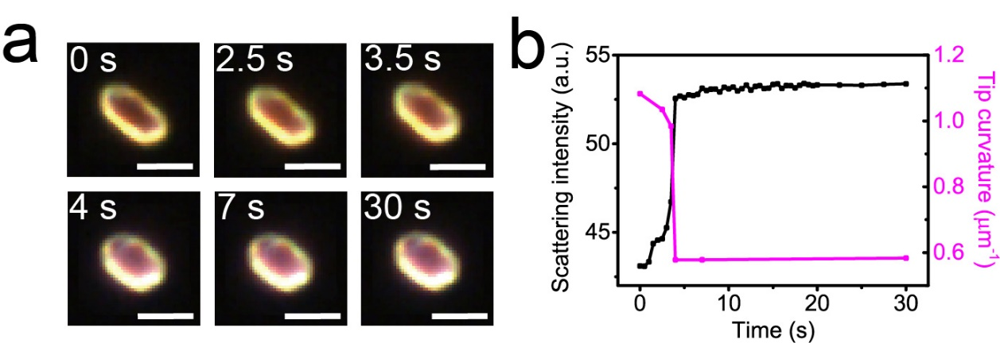 a
0 s
2.5 s
3.5 s
4 s
7 s
30 s
b
Scattering intensity (a.u.)
55
50
45
1.2
1.0
0.8
0.6
Tip curvature (μm⁻¹)
0
10
20
30
Time (s)